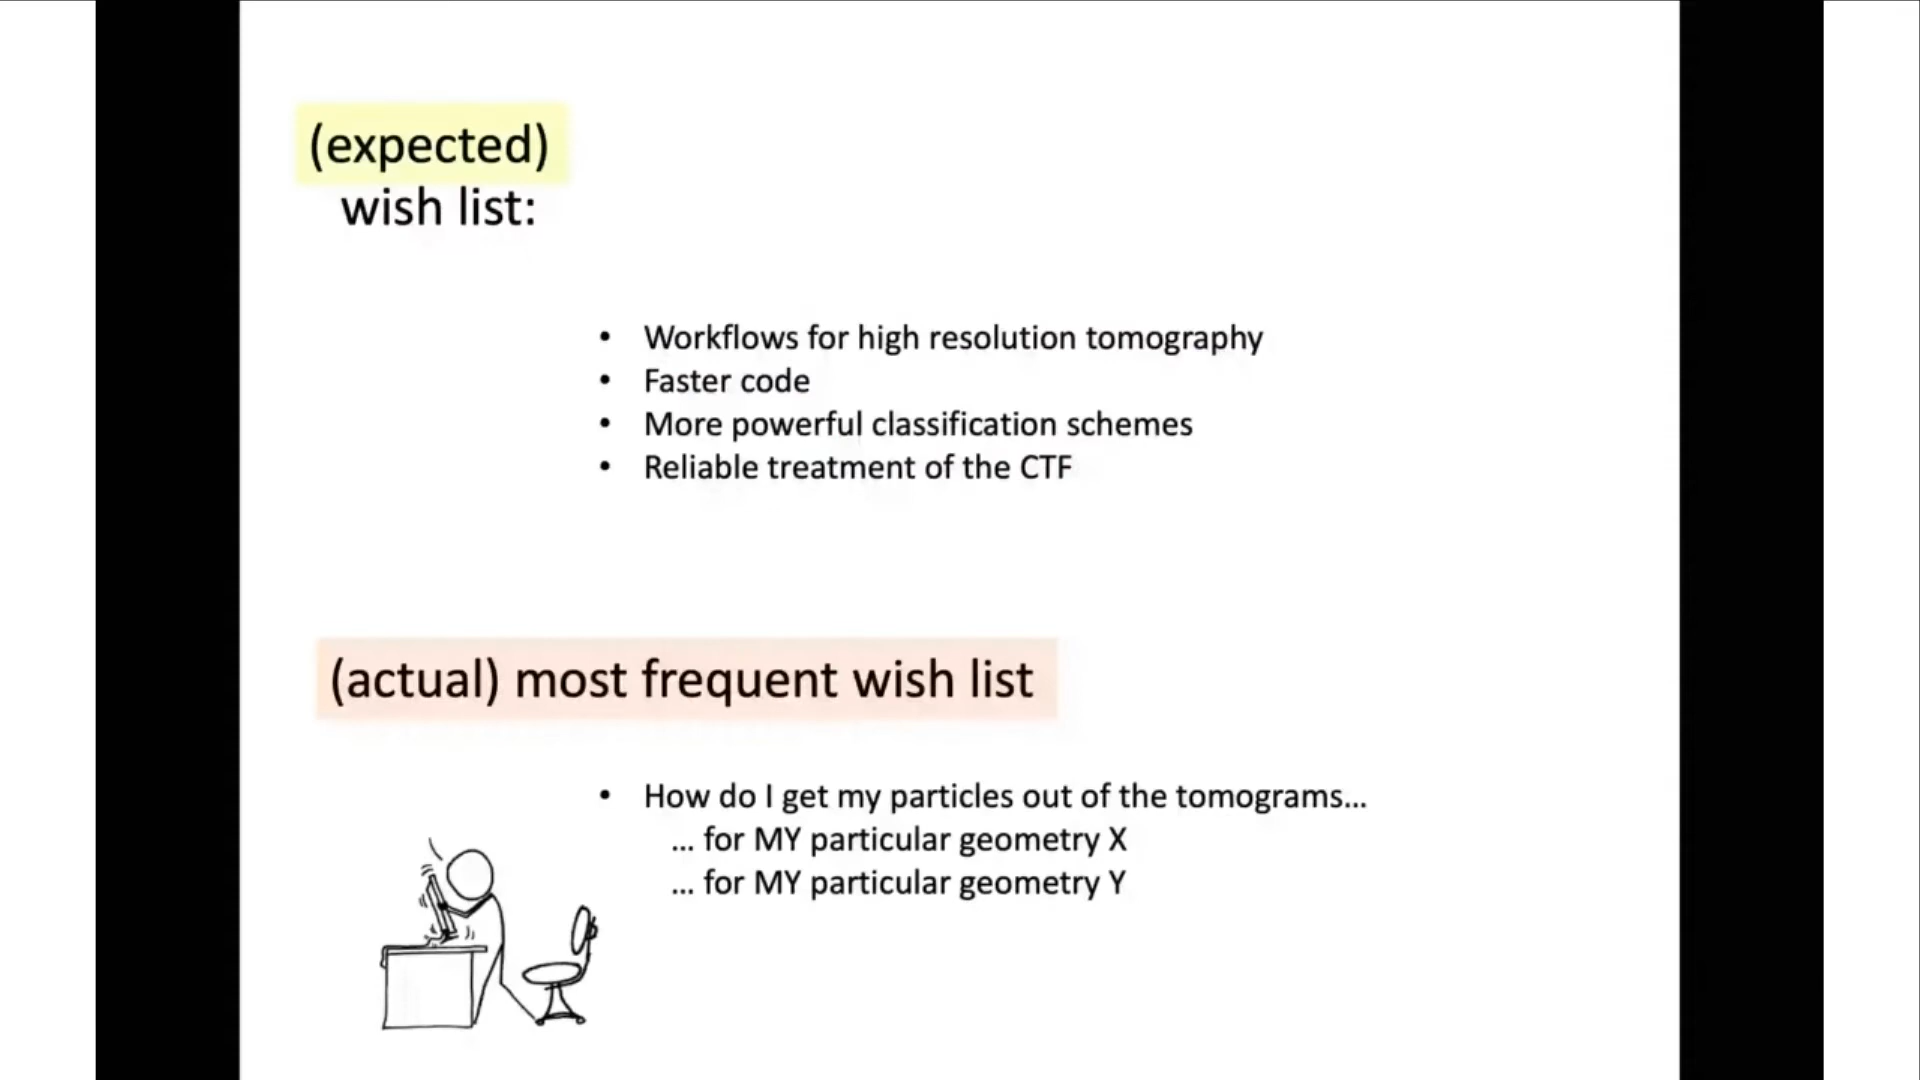 (expected)
wish list:
• Workflows for high resolution tomography
• Faster code
• More powerful classification schemes
• Reliable treatment of the CTF
(actual) most frequent wish list
• How do I get my particles out of the tomograms...
... for MY particular geometry X
... for MY particular geometry Y